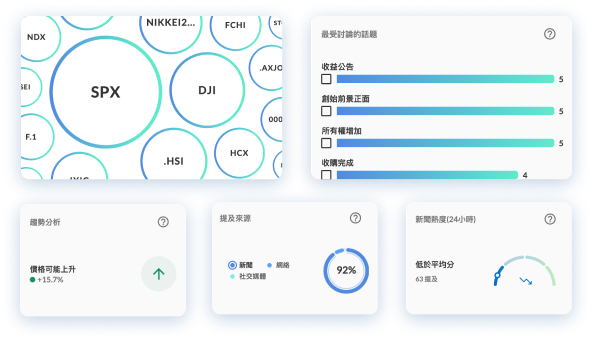 NIKKEI2...
NDX
FCHI
SPX
DJI
.AXJO
F.1
.HSI
HCX
最受討論的話題
收益公告
5
創始前景正面
5
所有權增加
5
收購完成
4
趨勢分析
價格可能上升
+15.7%
提及來源
新聞
網絡
社交媒體
92%
新聞熱度(24小時)
低於平均分
63 提及